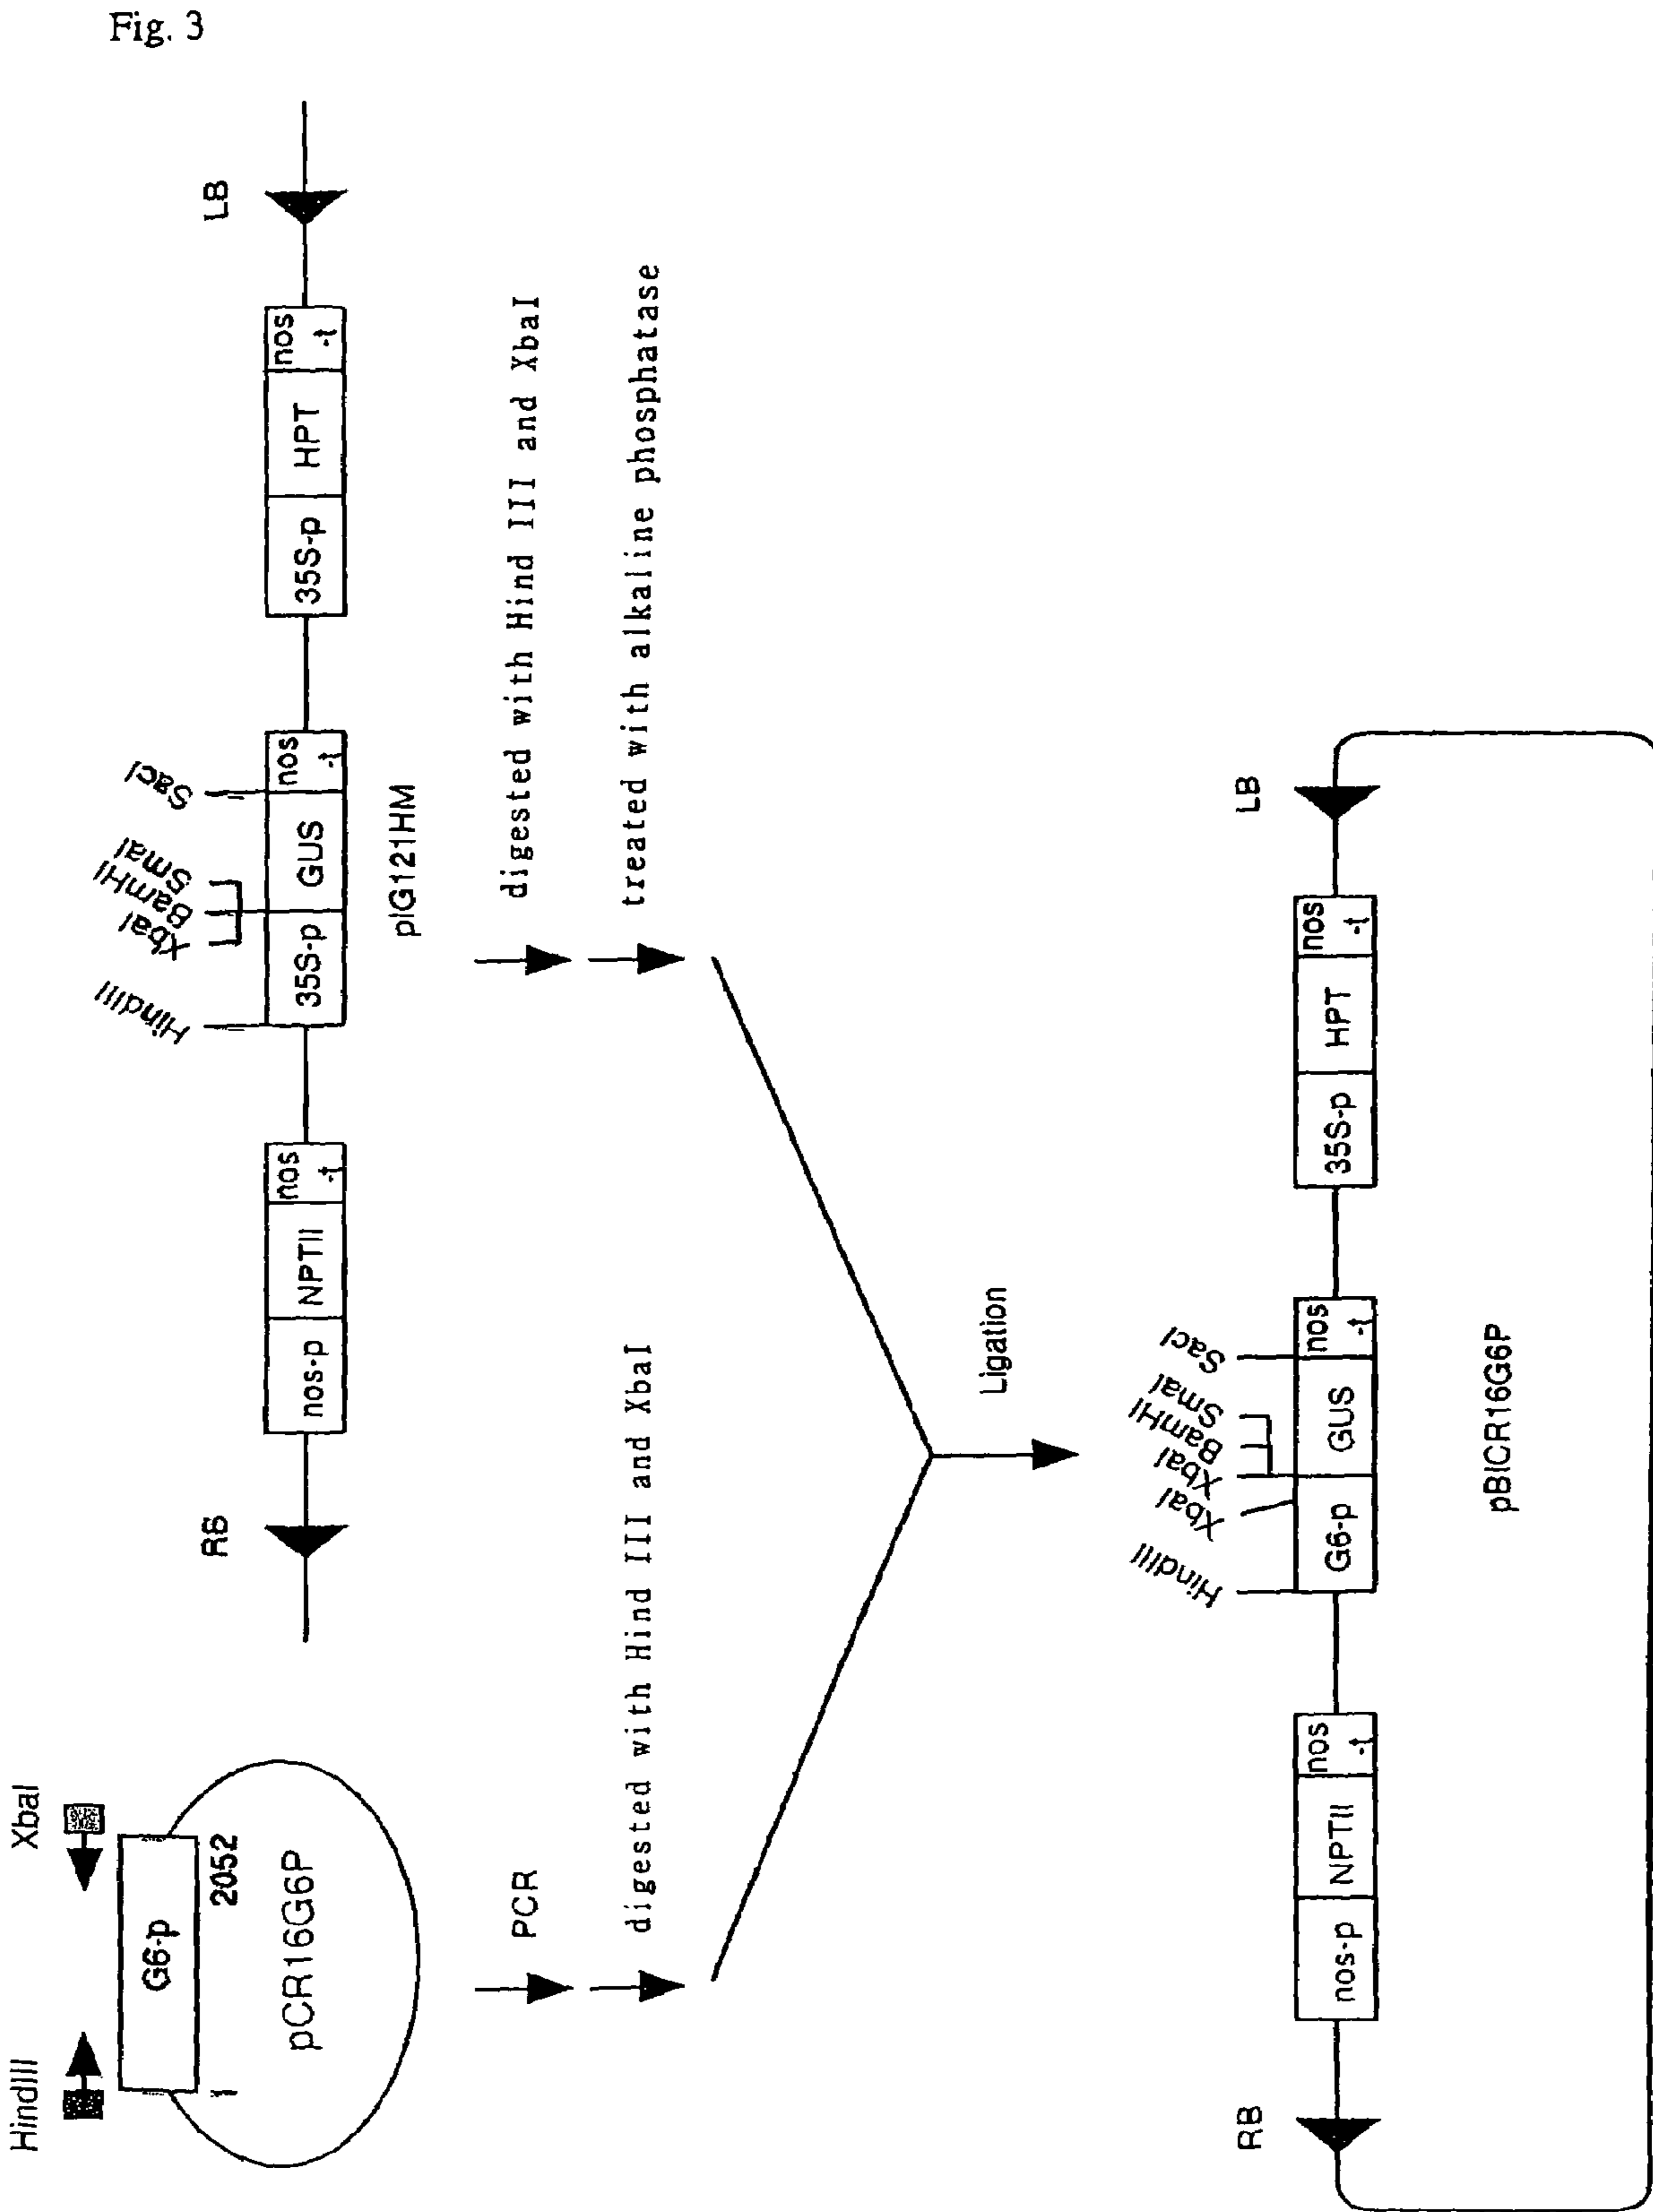 Fig. 3
HindIII
XbaI
G6-p
1
2052
pCR16G6P
PCR
digested with Hind III and XbaI
RB
LB
HindIII
XbaI
BamHI
SmaI
SacI
nos-p
NPTII
nos
-t
35S-p
GUS
nos
-t
35S-p
HPT
nos
-t
pIG121HM
digested with Hind III and XbaI
treated with alkaline phosphatase
Ligation
RB
LB
HindIII
XbaI
XbaI
BamHI
SmaI
SacI
nos-p
NPTII
nos
-t
G6-p
GUS
nos
-t
35S-p
HPT
nos
-t
pBICR16G6P